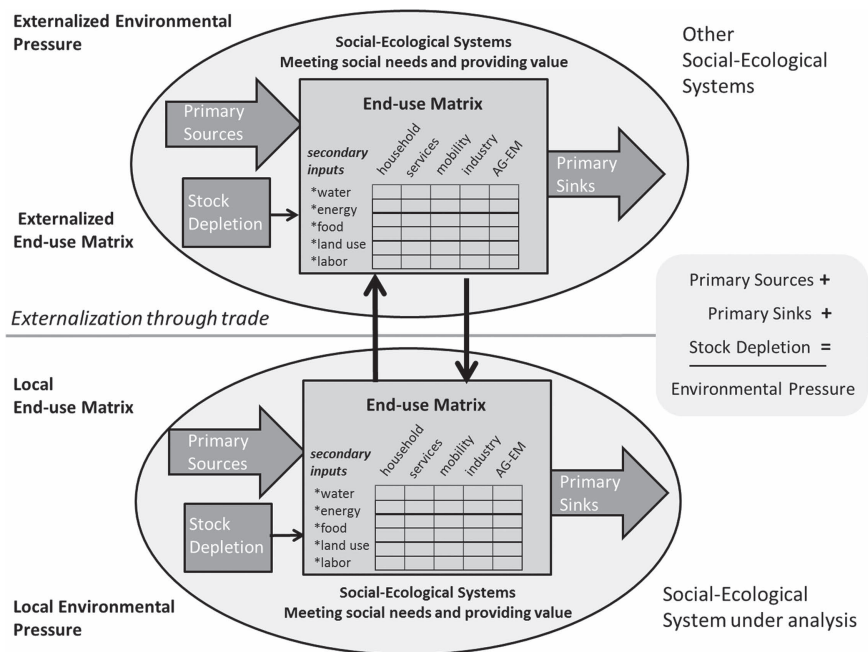 Externalized Environmental
Pressure
Social-Ecological Systems
Meeting social needs and providing value
Other
Social-Ecological
Systems
End-use Matrix
Primary
Sources
secondary
inputs
household
services
mobility
industry
AG-EM
*water
*energy
*food
*land use
*labor
Stock
Depletion
Primary
Sinks
Externalized
End-use Matrix
Externalization through trade
Primary Sources +
Primary Sinks +
Stock Depletion =
Environmental Pressure
Local
End-use Matrix
End-use Matrix
Primary
Sources
secondary
inputs
household
services
mobility
industry
AG-EM
*water
*energy
*food
*land use
*labor
Stock
Depletion
Primary
Sinks
Social-Ecological Systems
Meeting social needs and providing value
Local Environmental
Pressure
Social-Ecological
System under analysis